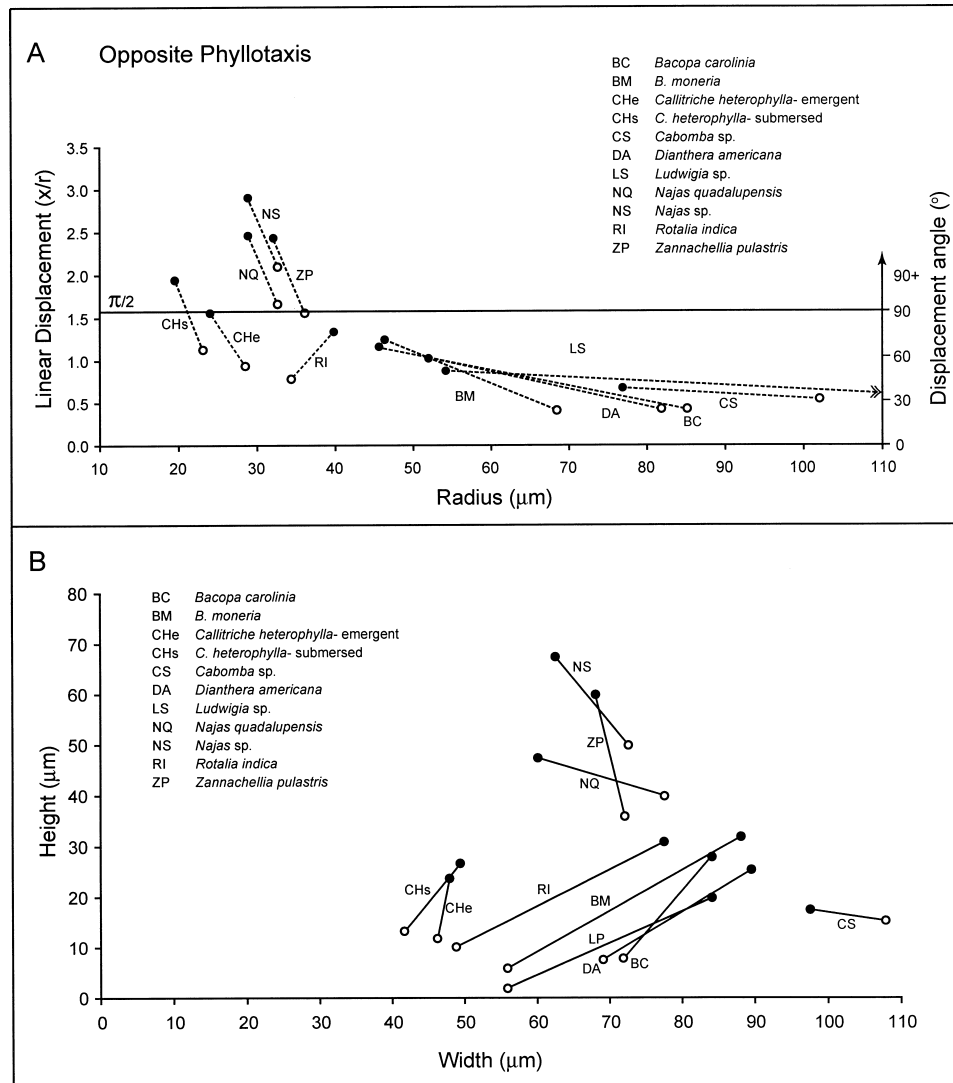 A Opposite Phyllotaxis
BC Bacopa carolinia
BM B. moneria
CHe Callitriche heterophylla- emergent
CHs C. heterophylla- submersed
CS Cabomba sp.
DA Dianthera americana
LS Ludwigia sp.
NQ Najas quadalupensis
NS Najas sp.
RI Rotalia indica
ZP Zannachellia pulastris
Linear Displacement (x/r)
3.5
3.0
2.5
2.0
1.5
1.0
0.5
0.0
π/2
NS
NQ
ZP
CHs
CHe
RI
LS
BM
DA
BC
CS
90+
90
60
30
0
Displacement angle (°)
10 20 30 40 50 60 70 80 90 100 110
Radius (μm)
B
BC Bacopa carolinia
BM B. moneria
CHe Callitriche heterophylla- emergent
CHs C. heterophylla- submersed
CS Cabomba sp.
DA Dianthera americana
LS Ludwigia sp.
NQ Najas quadalupensis
NS Najas sp.
RI Rotalia indica
ZP Zannachellia pulastris
Height (μm)
80
70
60
50
40
30
20
10
0
NS
ZP
NQ
CHs
CHe
RI
BM
LP
DA
BC
CS
0 10 20 30 40 50 60 70 80 90 100 110
Width (μm)